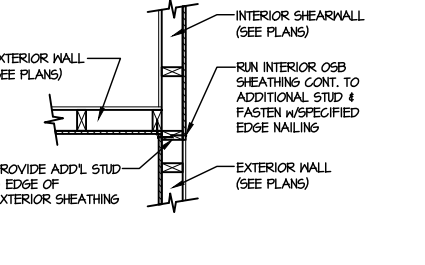 INTERIOR SHEARWALL
(SEE PLANS)
XTERIOR WALL
EE PLANS)
RUN INTERIOR OSB
SHEATHING CONT. TO
ADDITIONAL STUD &
FASTEN W/SPECIFIED
EDGE NAILING
ROVIDE ADD'L STUD
EDGE OF
XTERIOR SHEATHING
EXTERIOR WALL
(SEE PLANS)